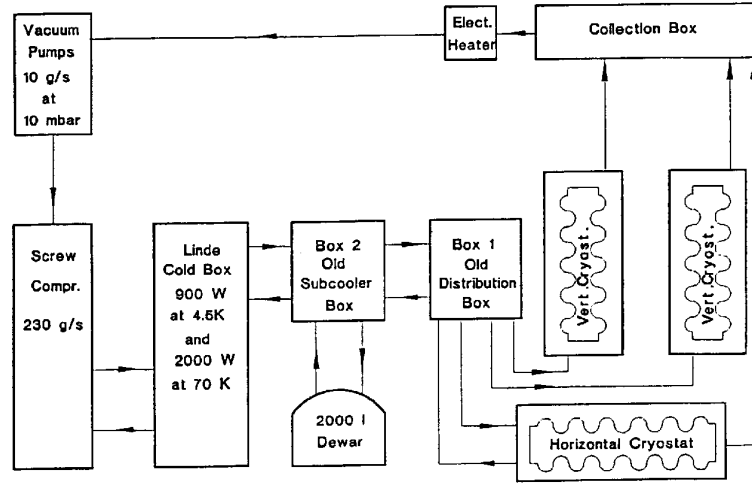 Vacuum
Pumps
10 g/s
at
10 mbar
Elect.
Heater
Collection Box
Screw
Compr.
230 g/s
Linde
Cold Box
900 W
at 4.5K
and
2000 W
at 70 K
Box 2
Old
Subcooler
Box
Box 1
Old
Distribution
Box
Vert.Cryost.
Vert.Cryost.
2000 l
Dewar
Horizontal Cryostat